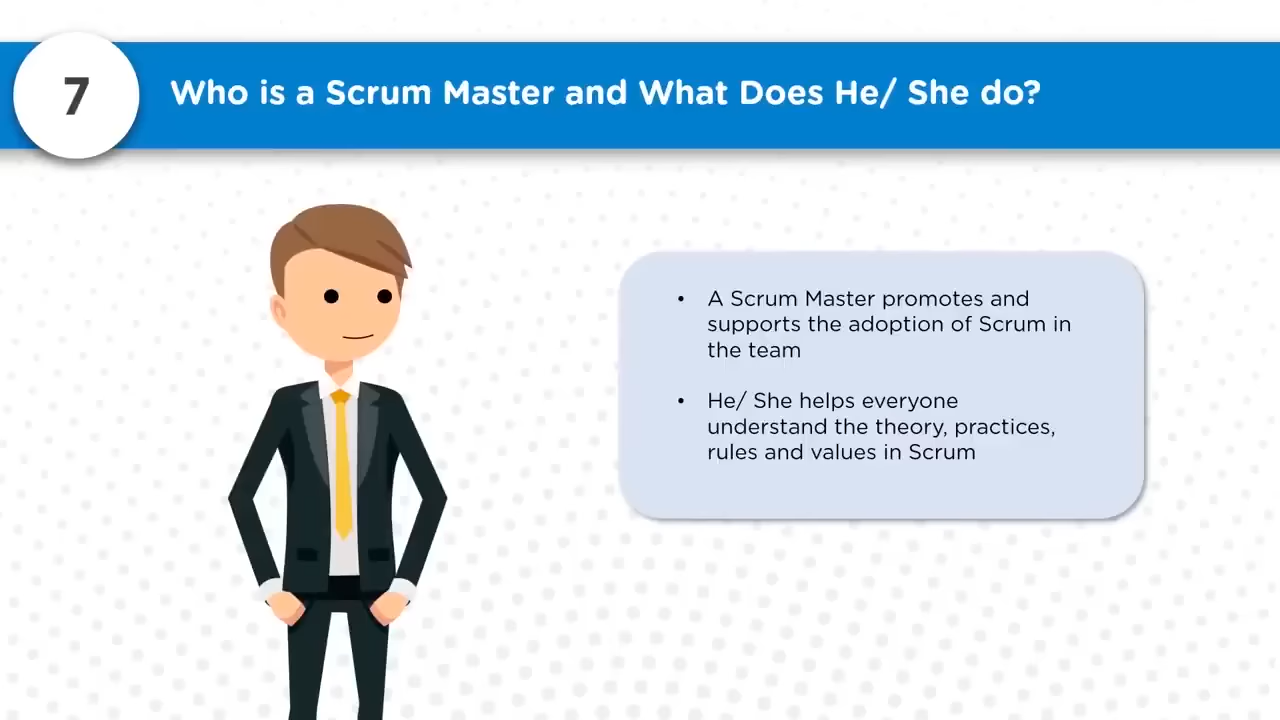 7
Who is a Scrum Master and What Does He/ She do?
• A Scrum Master promotes and
supports the adoption of Scrum in
the team
• He/ She helps everyone
understand the theory, practices,
rules and values in Scrum